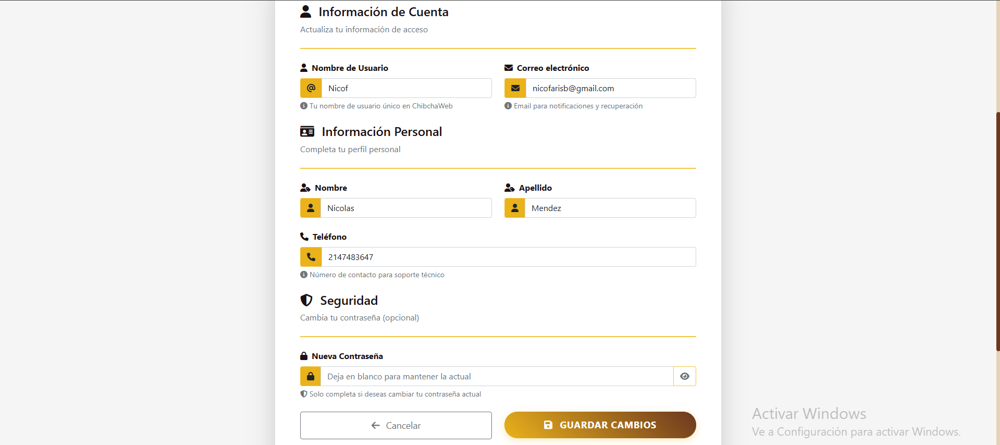 Información de Cuenta
Actualiza tu información de acceso
Nombre de Usuario
Correo electrónico
Nicof
nicofarisb@gmail.com
Tu nombre de usuario único en ChibchaWeb
Email para notificaciones y recuperación
Información Personal
Completa tu perfil personal
Nombre
Apellido
Nicolas
Mendez
Teléfono
2147483647
Número de contacto para soporte técnico
Seguridad
Cambia tu contraseña (opcional)
Nueva Contraseña
Deja en blanco para mantener la actual
Solo completa si deseas cambiar tu contraseña actual
Cancelar
GUARDAR CAMBIOS
Activar Windows
Ve a Configuración para activar Windows.